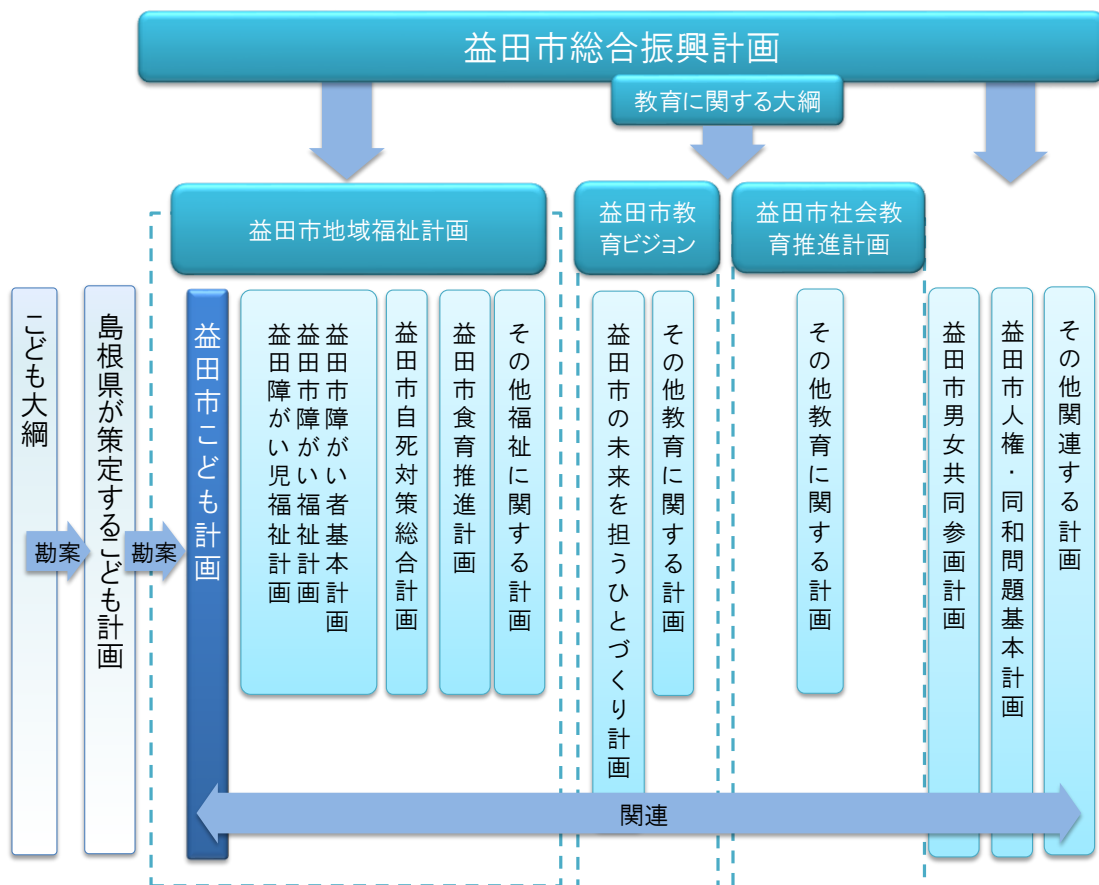 益田市総合振興計画
教育に関する大綱
益田市地域福祉計画
益田市教
育ビジョン
益田市社会教
育推進計画
こども大綱
勘案
島根県が策定するこども計画
勘案
益田市こども計画
益田市障がい者基本計画
益田市障がい福祉計画
益田障がい児福祉計画
益田市自死対策総合計画
益田市食育推進計画
その他福祉に関する計画
益田市の未来を担うひとづくり計画
その他教育に関する計画
その他教育に関する計画
益田市男女共同参画計画
益田市人権・同和問題基本計画
その他関連する計画
関連